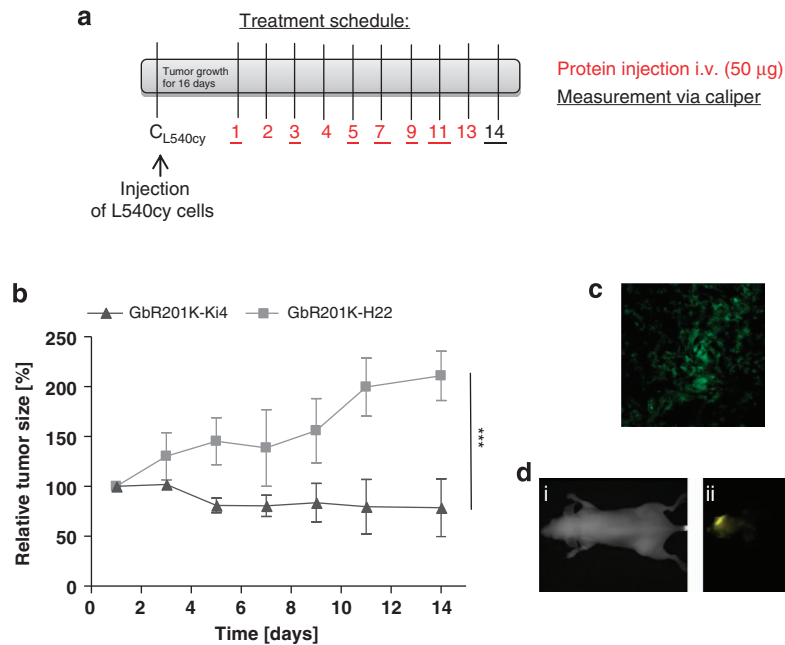 a
Treatment schedule:
Tumor growth
for 16 days
Protein injection i.v. (50 μg)
Measurement via caliper
CL540cy 1 2 3 4 5 7 9 11 13 14
Injection
of L540cy cells
b
GbR201K-Ki4 GbR201K-H22
Relative tumor size [%]
250
200
150
100
50
0
0 2 4 6 8 10 12 14
Time [days]
***
c
d
i
ii